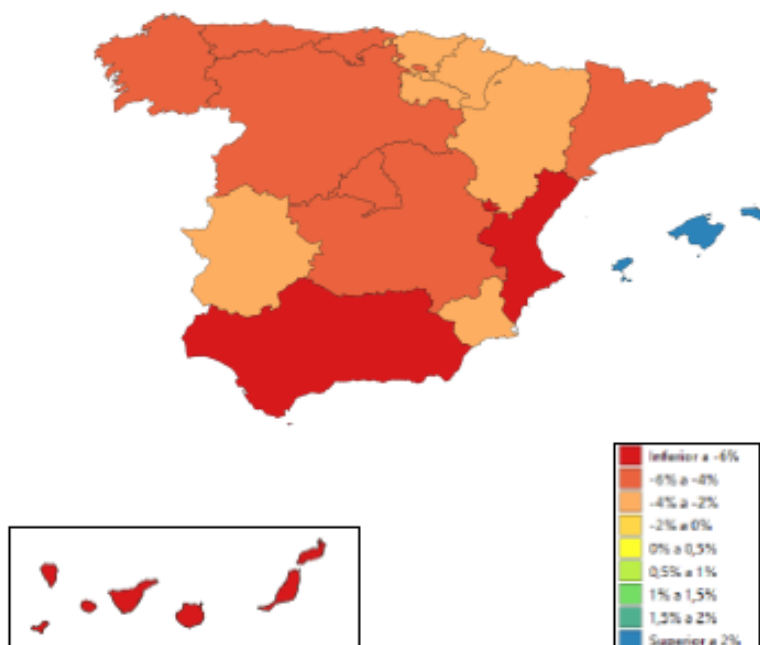 Inferior a -6%
-6% a -4%
-4% a -2%
-2% a 0%
0% a 0,5%
0,5% a 1%
1% a 1,5%
1,5% a 2%
Superior a 2%